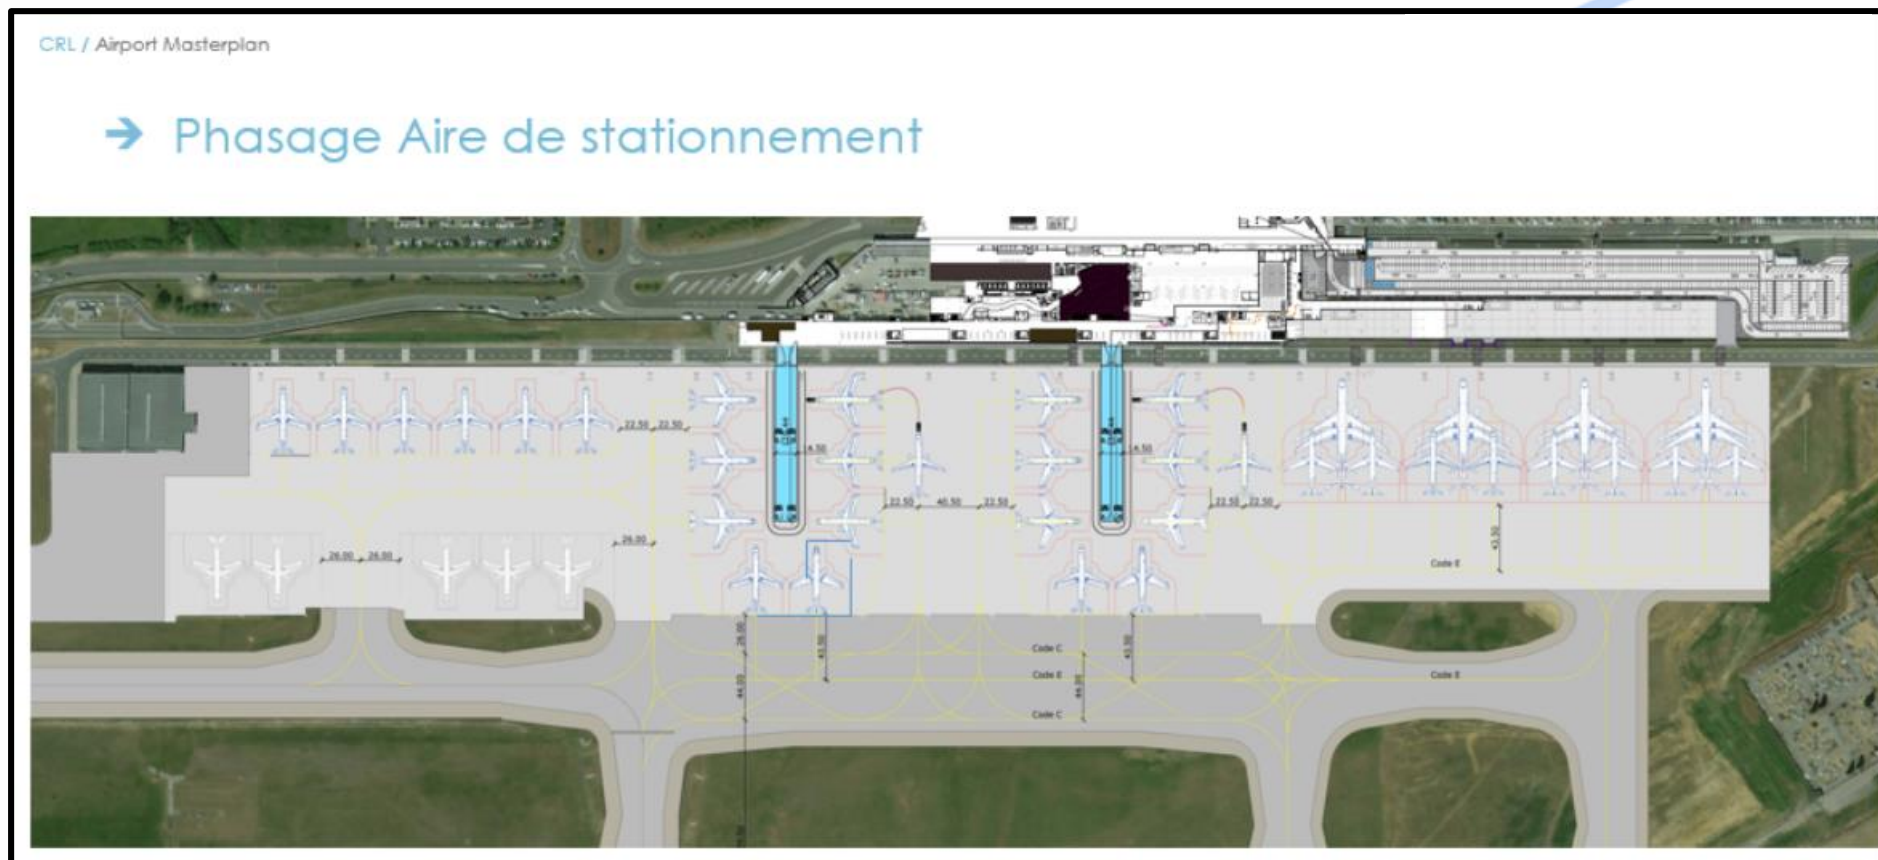 CRL / Airport Masterplan
→ Phasage Aire de stationnement
22.50 22.50
4.50
4.50
22.50 40.50 22.50
22.50 22.50
26.00 26.00
26.00
43.50
Code E
26.00
43.50
43.50
Code C
Code E
Code E
44.00
44.00
Code C